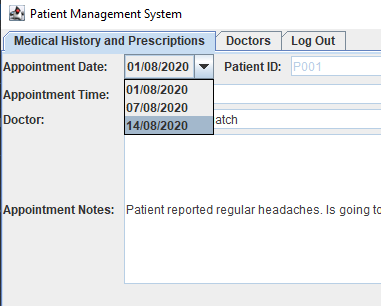 Patient Management System
Medical History and Prescriptions Doctors Log Out
Appointment Date: 01/08/2020 Patient ID: P001
01/08/2020
Appointment Time:
07/08/2020
Doctor: 14/08/2020
Appointment Notes: Patient reported regular headaches. Is going to